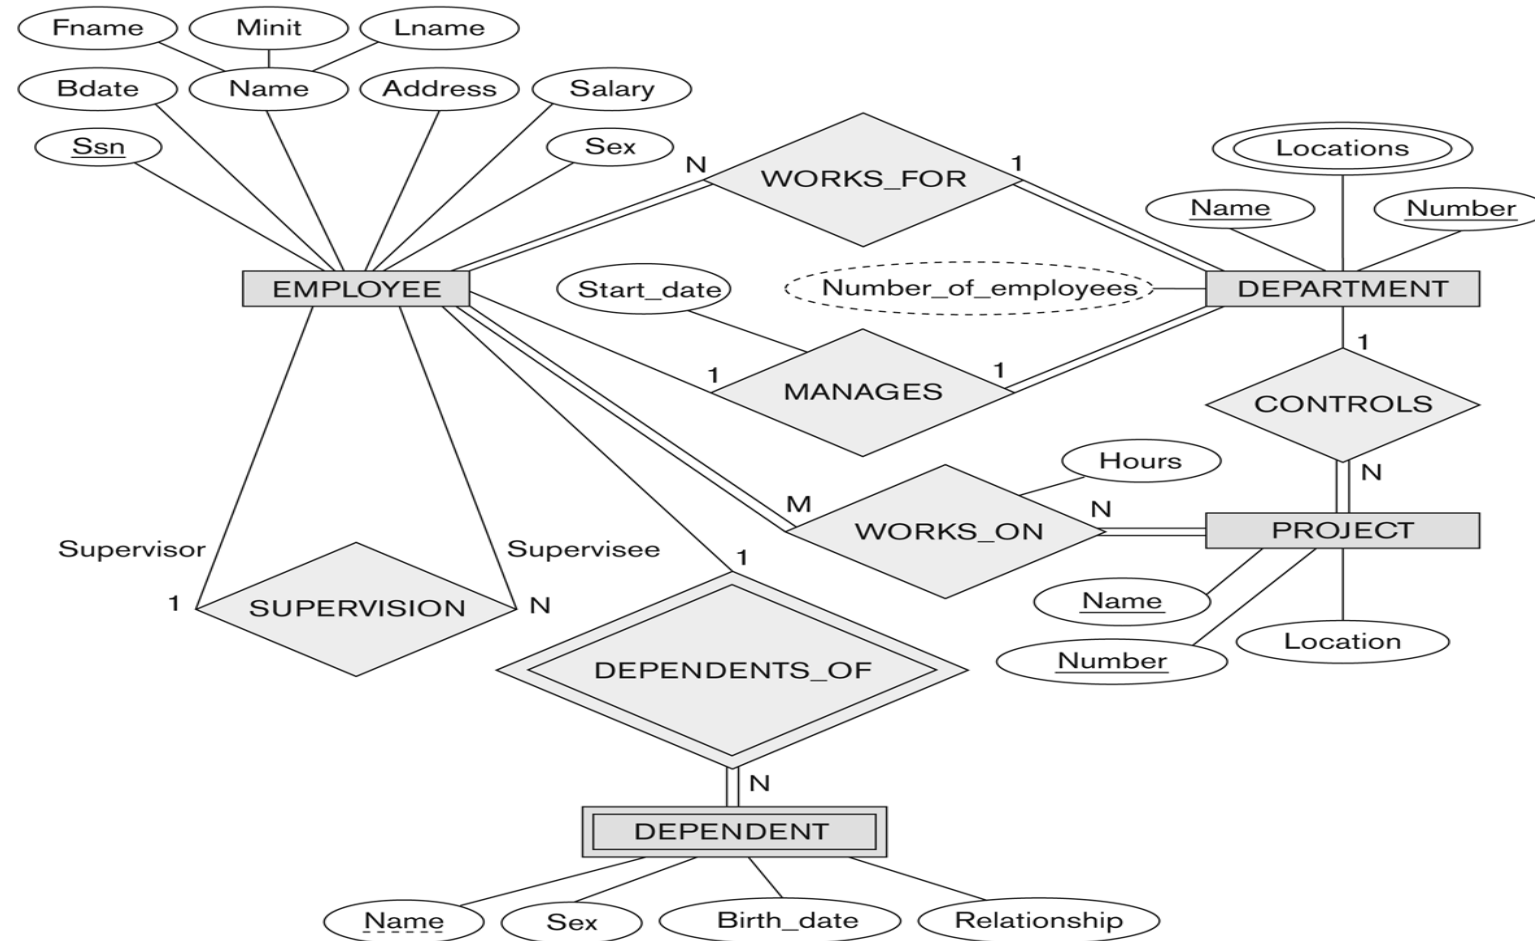 Fname
Minit
Lname
Bdate
Name
Address
Salary
Ssn
Sex
WORKS_FOR
N
1
Locations
Name
Number
EMPLOYEE
Start_date
Number_of_employees
DEPARTMENT
MANAGES
1
1
1
CONTROLS
N
Hours
M
WORKS_ON
N
PROJECT
Supervisor
Supervisee
1
SUPERVISION
N
1
DEPENDENTS_OF
Name
Number
Location
N
DEPENDENT
Name
Sex
Birth_date
Relationship